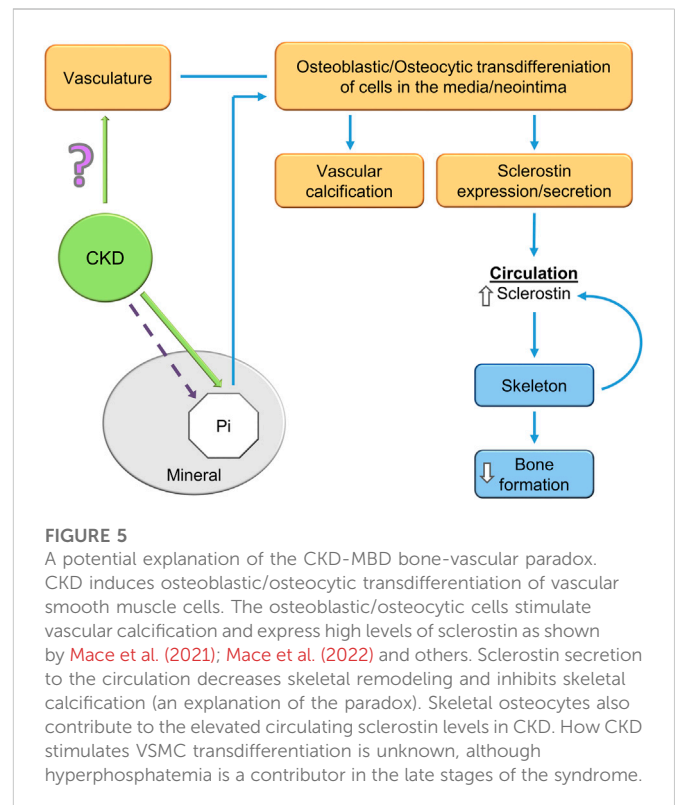 Vasculature
Osteoblastic/Osteocytic transdiffereniation
of cells in the media/neointima
?
Vascular
calcification
Sclerostin
expression/secretion
CKD
Circulation
⇧ Sclerostin
Skeleton
Pi
Mineral
⇩ Bone
formation
FIGURE 5
A potential explanation of the CKD-MBD bone-vascular paradox.
CKD induces osteoblastic/osteocytic transdifferentiation of vascular
smooth muscle cells. The osteoblastic/osteocytic cells stimulate
vascular calcification and express high levels of sclerostin as shown
by Mace et al. (2021); Mace et al. (2022) and others. Sclerostin secretion
to the circulation decreases skeletal remodeling and inhibits skeletal
calcification (an explanation of the paradox). Skeletal osteocytes also
contribute to the elevated circulating sclerostin levels in CKD. How CKD
stimulates VSMC transdifferentiation is unknown, although
hyperphosphatemia is a contributor in the late stages of the syndrome.